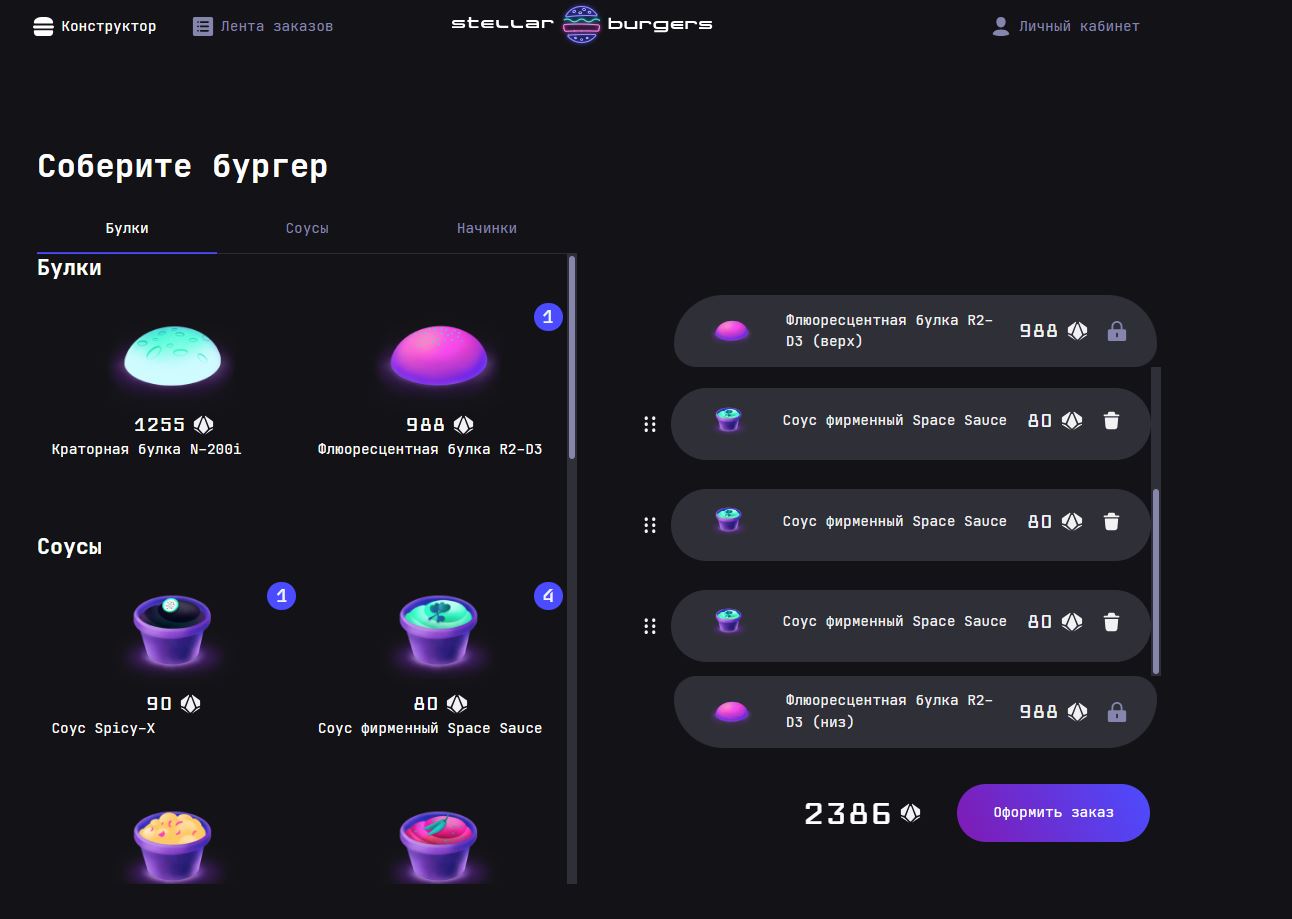 Конструктор
Лента заказов
stellar burgers
Личный кабинет
Соберите бургер
Булки
Соусы
Начинки
Булки
1
1255
988
Краторная булка N-200i
Флюоресцентная булка R2-D3
Соусы
1
4
90
80
Соус Spicy-X
Соус фирменный Space Sauce
Флюоресцентная булка R2-
D3 (верх)
988
Соус фирменный Space Sauce
80
Соус фирменный Space Sauce
80
Соус фирменный Space Sauce
80
Флюоресцентная булка R2-
D3 (низ)
988
2386
Оформить заказ